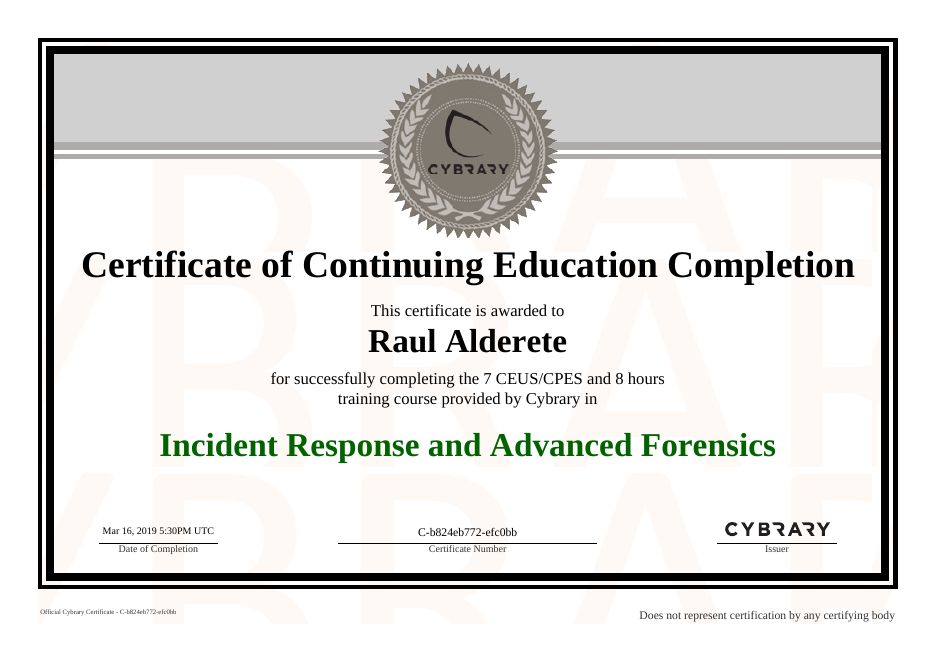 CYBRARY
Certificate of Continuing Education Completion
This certificate is awarded to
Raul Alderete
for successfully completing the 7 CEUS/CPES and 8 hours
training course provided by Cybrary in
Incident Response and Advanced Forensics
Mar 16, 2019 5:30PM UTC
Date of Completion
C-b824eb772-efc0bb
Certificate Number
CYBRARY
Issuer
Official Cybrary Certificate - C-b824eb772-efc0bb
Does not represent certification by any certifying body